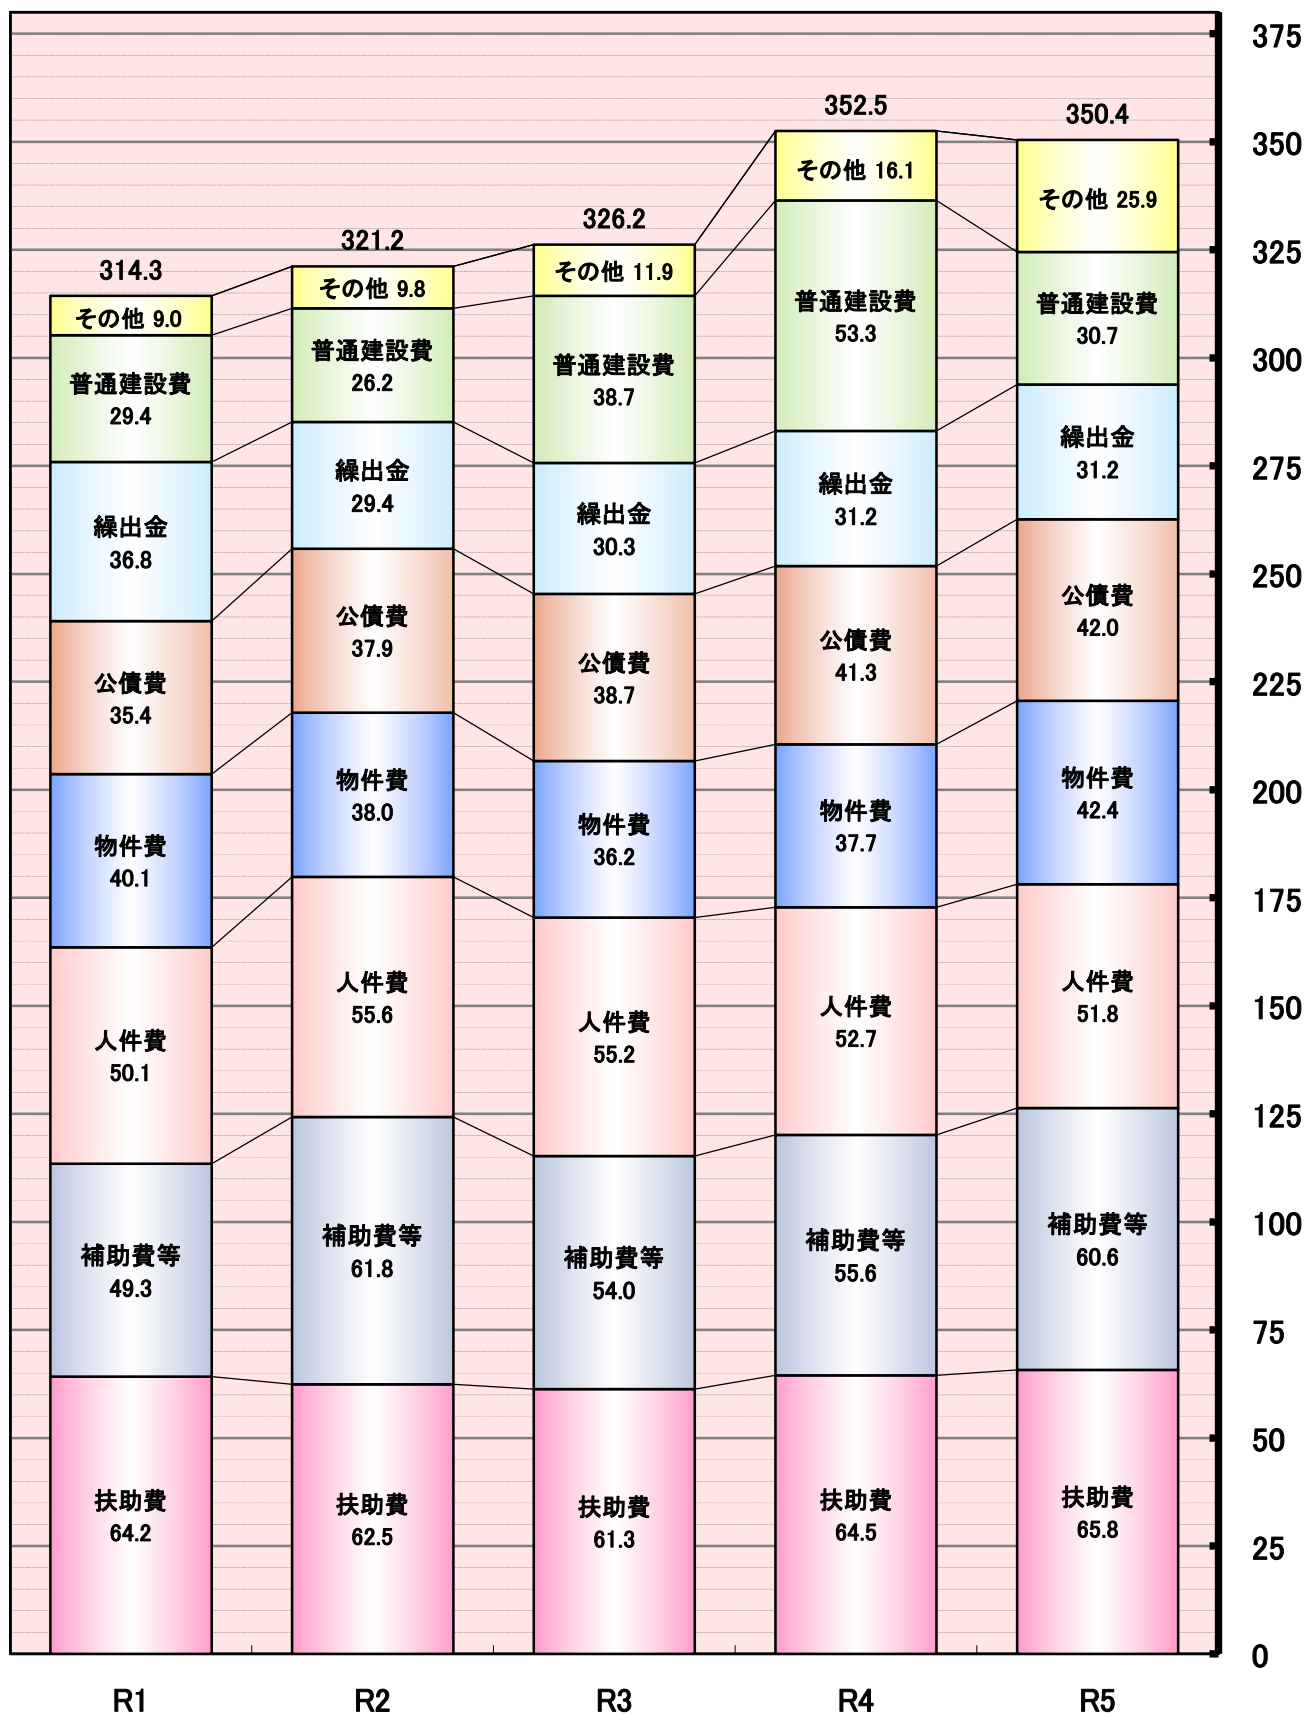 314.3
その他 9.0
普通建設費
29.4
繰出金
36.8
公債費
35.4
物件費
40.1
人件費
50.1
補助費等
49.3
扶助費
64.2
R1
321.2
その他 9.8
普通建設費
26.2
繰出金
29.4
公債費
37.9
物件費
38.0
人件費
55.6
補助費等
61.8
扶助費
62.5
R2
326.2
その他 11.9
普通建設費
38.7
繰出金
30.3
公債費
38.7
物件費
36.2
人件費
55.2
補助費等
54.0
扶助費
61.3
R3
352.5
その他 16.1
普通建設費
53.3
繰出金
31.2
公債費
41.3
物件費
37.7
人件費
52.7
補助費等
55.6
扶助費
64.5
R4
350.4
その他 25.9
普通建設費
30.7
繰出金
31.2
公債費
42.0
物件費
42.4
人件費
51.8
補助費等
60.6
扶助費
65.8
R5
375
350
325
300
275
250
225
200
175
150
125
100
75
50
25
0